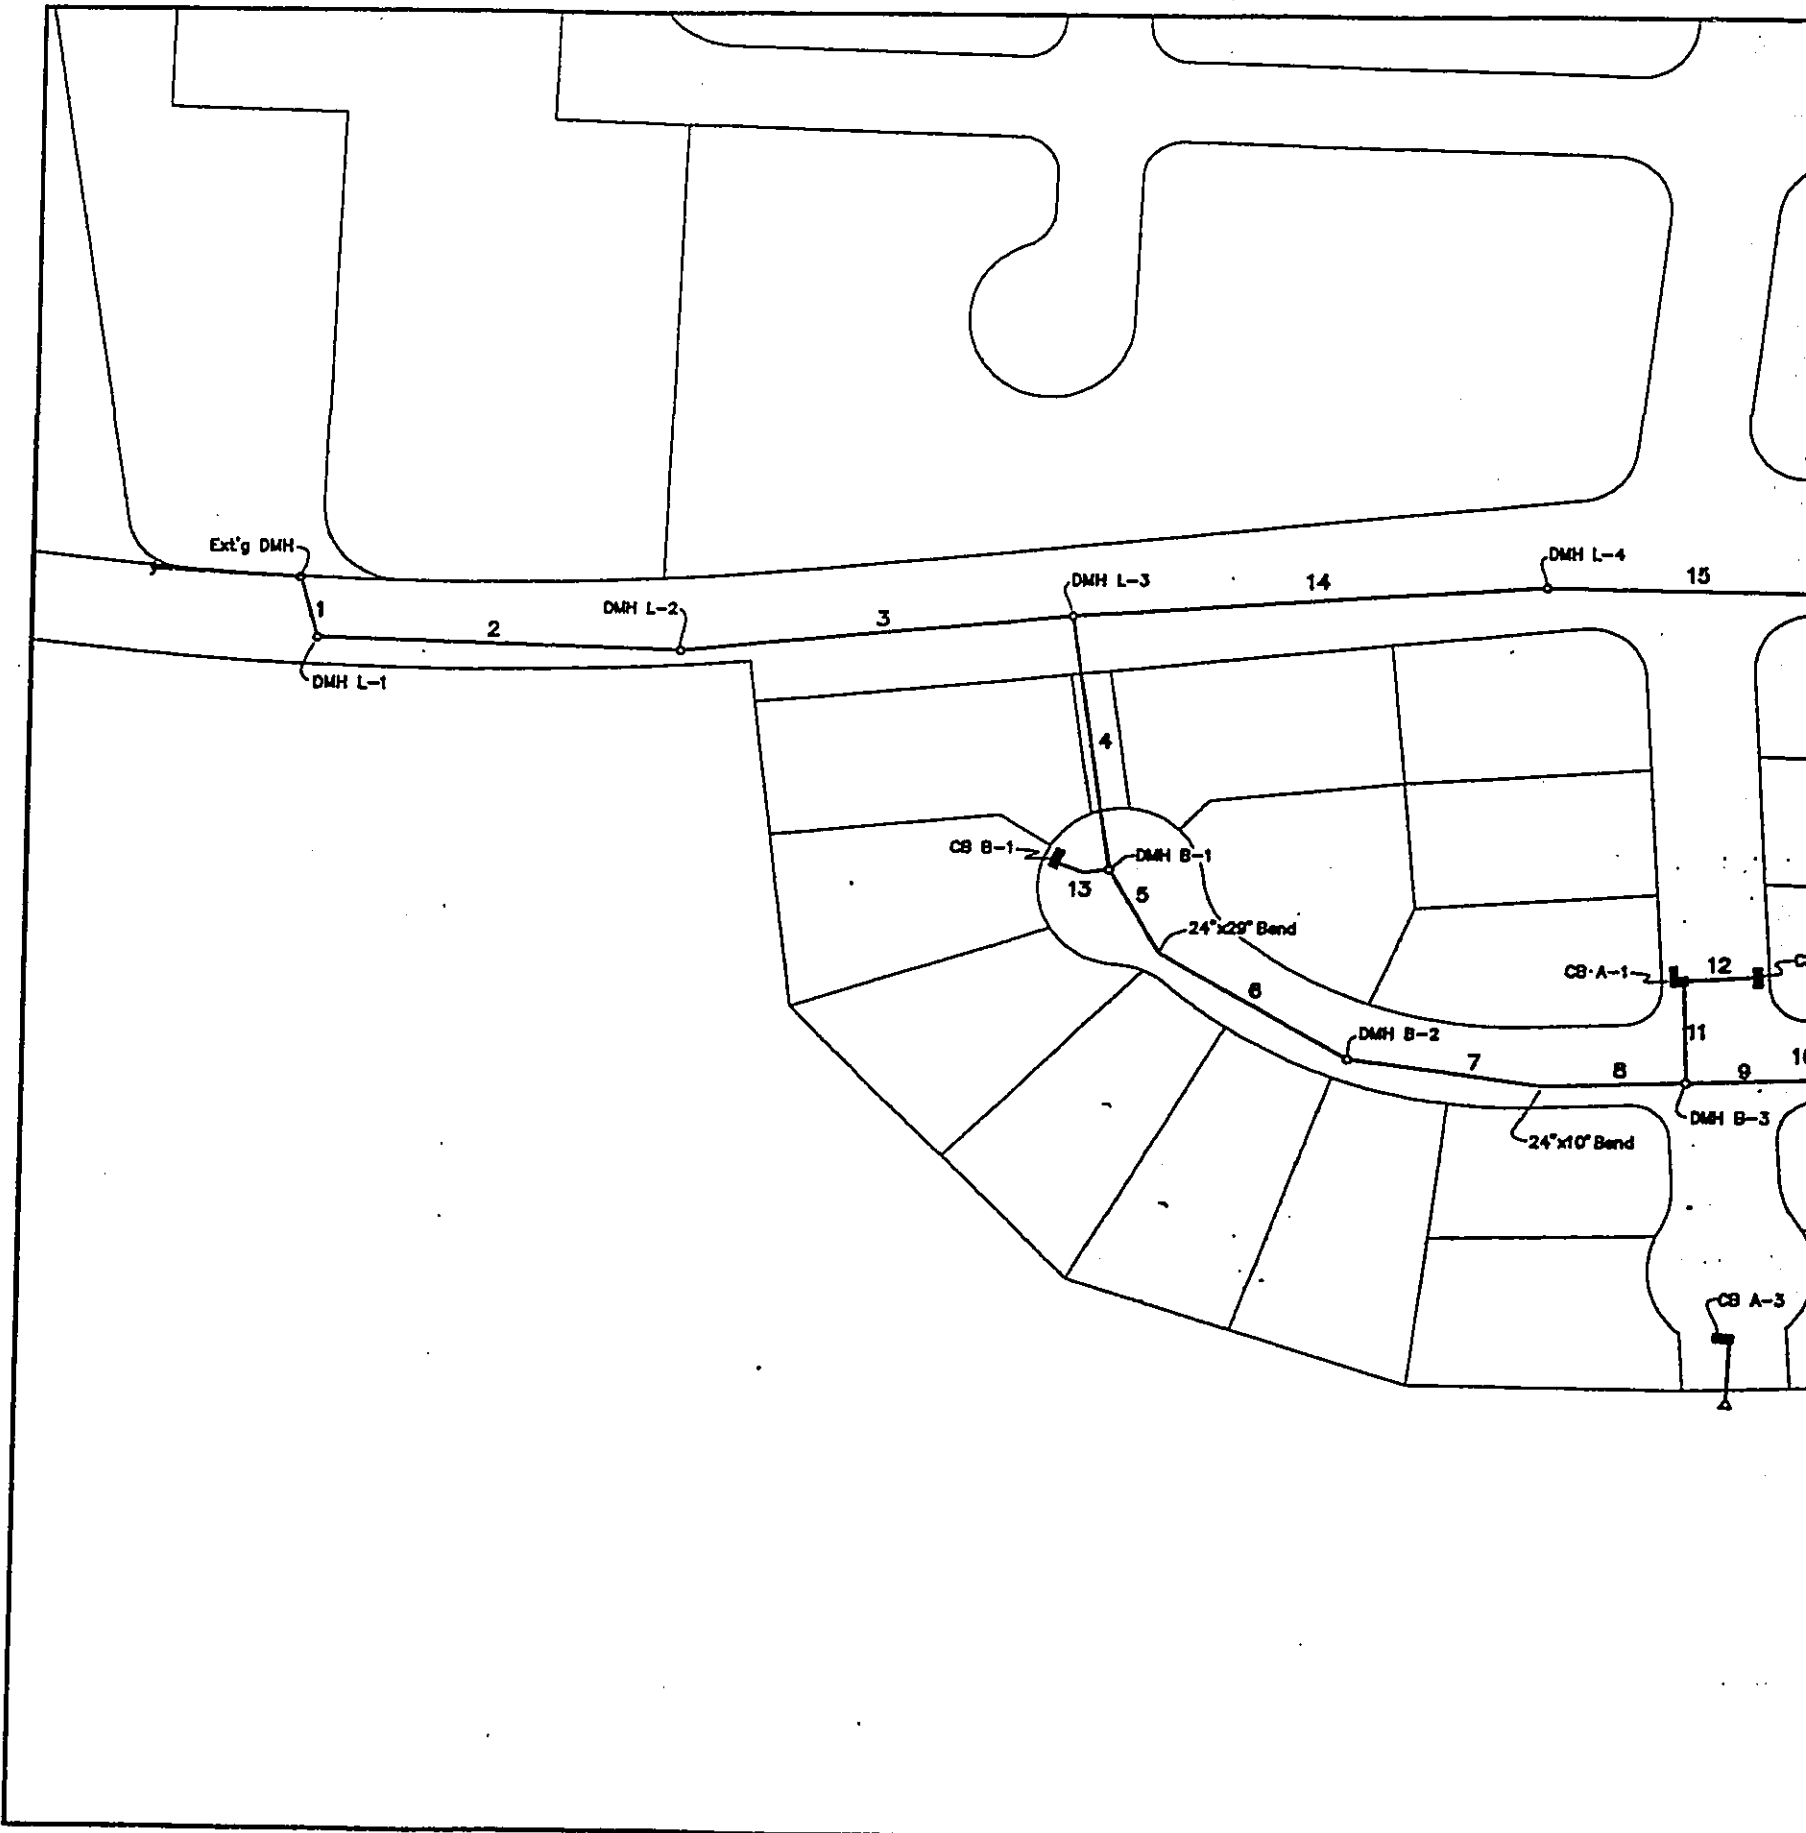 Ext'g DMH
DMH L-4
14
15
DMH L-3
1
2
DMH L-2
3
DMH L-1
4
CB B-1
DMH B-1
13
5
24"x29° Bend
6
CB A-1
12
11
DMH B-2
7
8
9
DMH B-3
24"x10° Bend
CB A-3